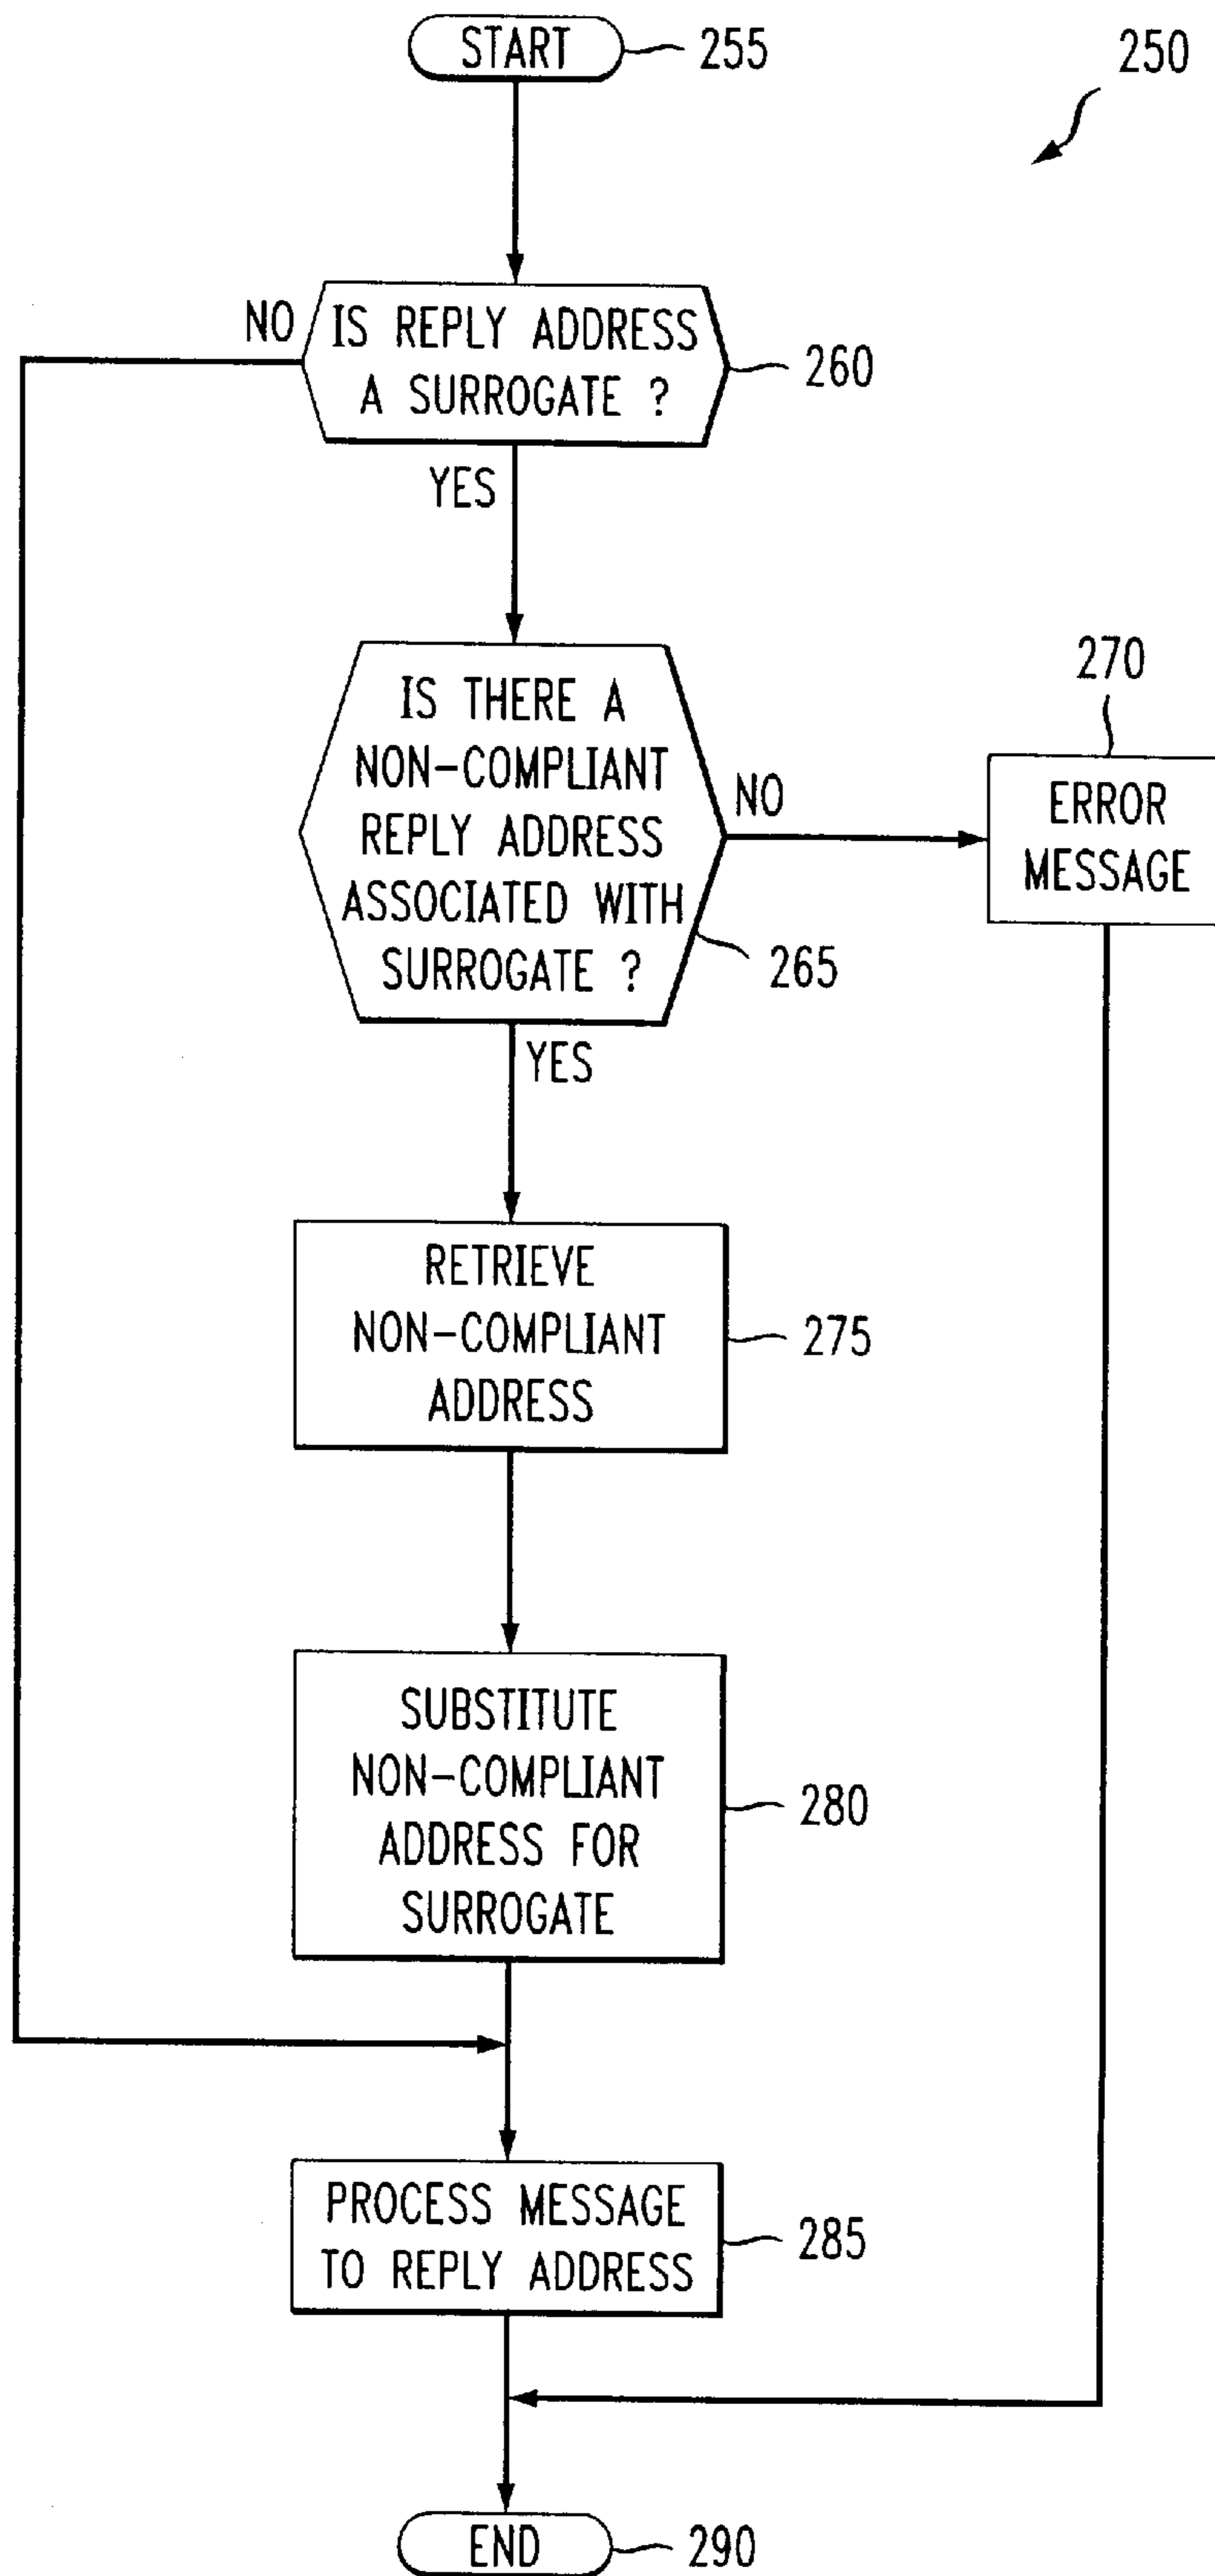 START
255
250
NO
IS REPLY ADDRESS
A SURROGATE ?
260
YES
IS THERE A
NON-COMPLIANT
REPLY ADDRESS
ASSOCIATED WITH
SURROGATE ?
265
NO
270
ERROR
MESSAGE
YES
RETRIEVE
NON-COMPLIANT
ADDRESS
275
SUBSTITUTE
NON-COMPLIANT
ADDRESS FOR
SURROGATE
280
PROCESS MESSAGE
TO REPLY ADDRESS
285
END
290